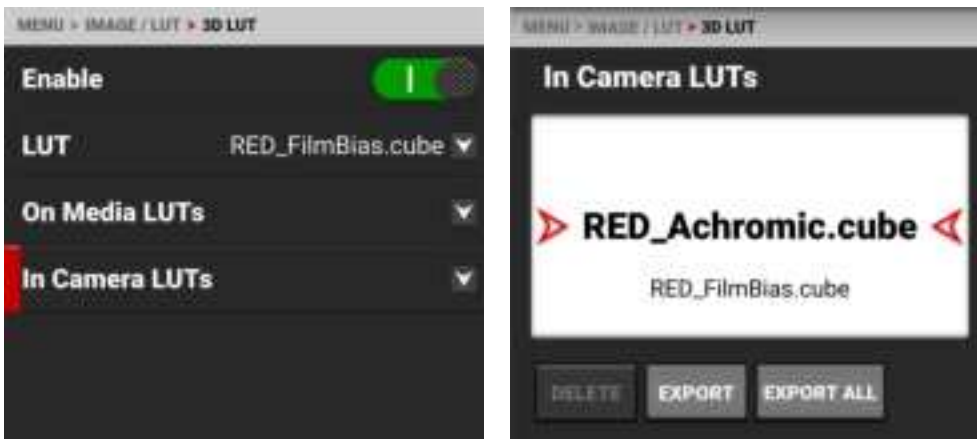 MENU > IMAGE / LUT > 3D LUT
Enable
LUT RED_FilmBias.cube
On Media LUTs
In Camera LUTs
MENU > IMAGE / LUT > 3D LUT
In Camera LUTs
RED_Achromic.cube
RED_FilmBias.cube
DELETE EXPORT EXPORT ALL